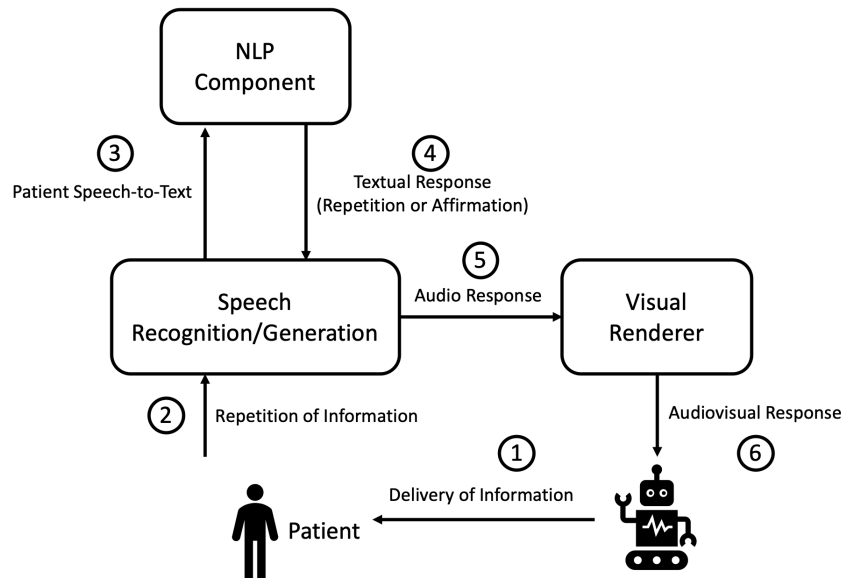 NLP
Component
3
Patient Speech-to-Text
4
Textual Response
(Repetition or Affirmation)
Speech
Recognition/Generation
5
Audio Response
Visual
Renderer
2
Repetition of Information
Audiovisual Response
6
1
Delivery of Information
Patient